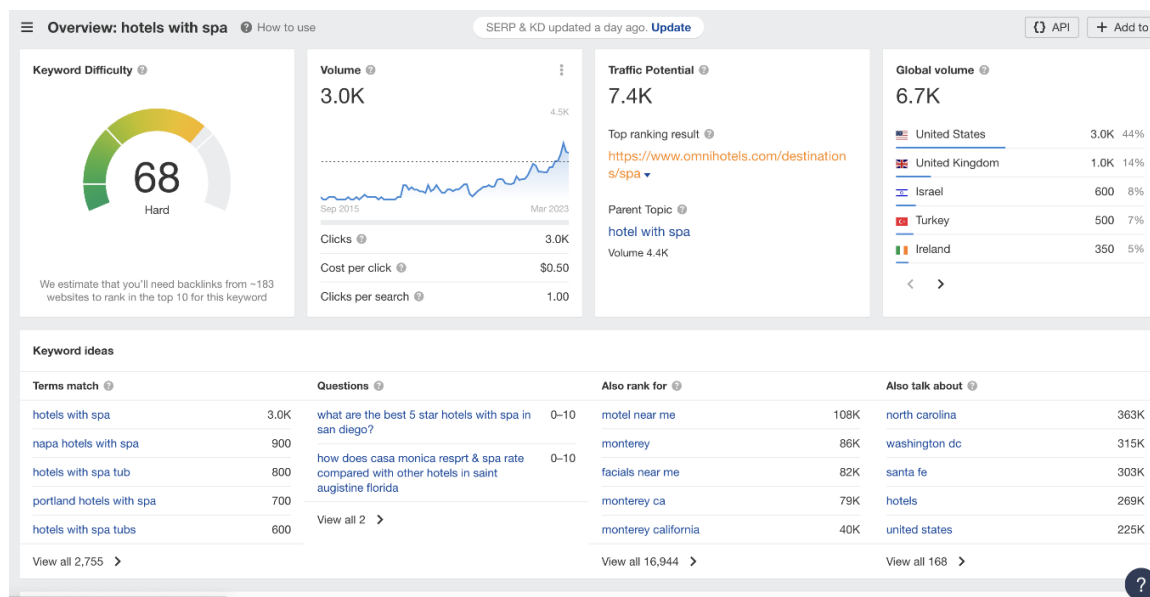 Overview: hotels with spa
How to use
SERP & KD updated a day ago. Update
{} API
+ Add to
Keyword Difficulty
68
Hard
We estimate that you'll need backlinks from ~183
websites to rank in the top 10 for this keyword
Volume
3.0K
4.5K
Sep 2015
Mar 2023
Clicks 3.0K
Cost per click $0.50
Clicks per search 1.00
Traffic Potential
7.4K
Top ranking result
https://www.omnihotels.com/destination
s/spa
Parent Topic
hotel with spa
Volume 4.4K
Global volume
6.7K
United States 3.0K 44%
United Kingdom 1.0K 14%
Israel 600 8%
Turkey 500 7%
Ireland 350 5%
Keyword ideas
Terms match
hotels with spa 3.0K
napa hotels with spa 900
hotels with spa tub 800
portland hotels with spa 700
hotels with spa tubs 600
View all 2,755
Questions
what are the best 5 star hotels with spa in 0–10
san diego?
how does casa monica resprt & spa rate 0–10
compared with other hotels in saint
augistine florida
View all 2
Also rank for
motel near me 108K
monterey 86K
facials near me 82K
monterey ca 79K
monterey california 40K
View all 16,944
Also talk about
north carolina 363K
washington dc 315K
santa fe 303K
hotels 269K
united states 225K
View all 168
?